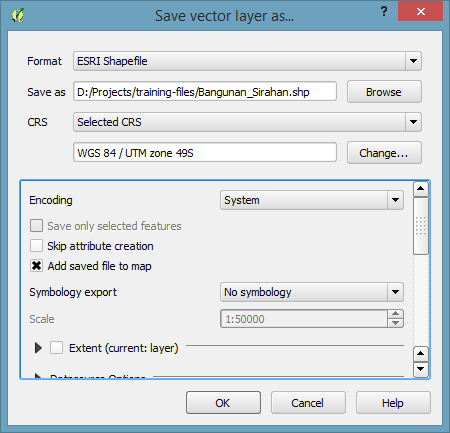 Save vector layer as...
Format ESRI Shapefile
Save as D:/Projects/training-files/Bangunan_Sirahan.shp Browse
CRS Selected CRS
WGS 84 / UTM zone 49S Change...
Encoding System
Save only selected features
Skip attribute creation
Add saved file to map
Symbology export No symbology
Scale 1:50000
Extent (current: layer)
Datasource Options
OK Cancel Help